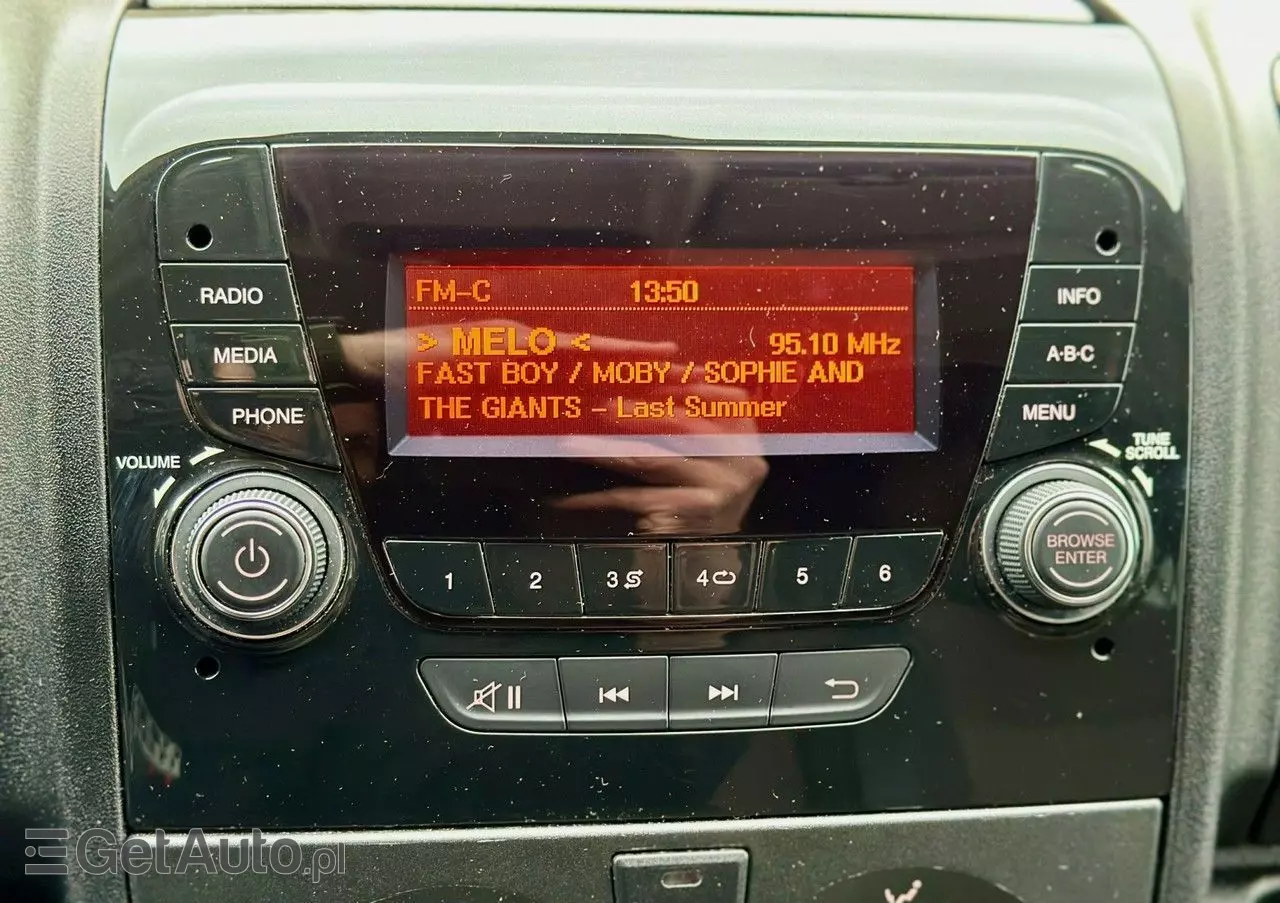 FM-C 13:50
> MELO < 95.10 MHz
FAST BOY / MOBY / SOPHIE AND
THE GIANTS - Last Summer
RADIO
MEDIA
PHONE
VOLUME
INFO
A·B·C
MENU
TUNE
SCROLL
BROWSE
ENTER
1 2 3 4 5 6
GetAuto.pl